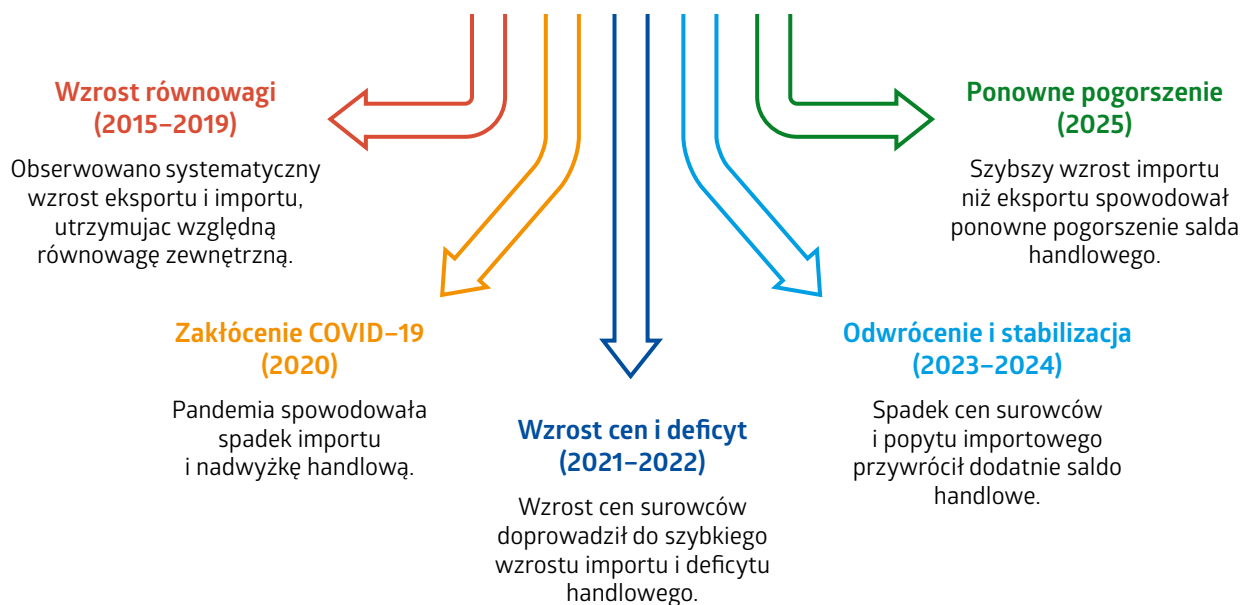 Wzrost równowagi
(2015–2019)
Obserwowano systematyczny
wzrost eksportu i importu,
utrzymujac względną
równowagę zewnętrzną.
Zakłócenie COVID–19
(2020)
Pandemia spowodowała
spadek importu
i nadwyżkę handlową.
Wzrost cen i deficyt
(2021–2022)
Wzrost cen surowców
doprowadził do szybkiego
wzrostu importu i deficytu
handlowego.
Odwrócenie i stabilizacja
(2023–2024)
Spadek cen surowców
i popytu importowego
przywrócił dodatnie saldo
handlowe.
Ponowne pogorszenie
(2025)
Szybszy wzrost importu
niż eksportu spowodował
ponowne pogorszenie salda
handlowego.